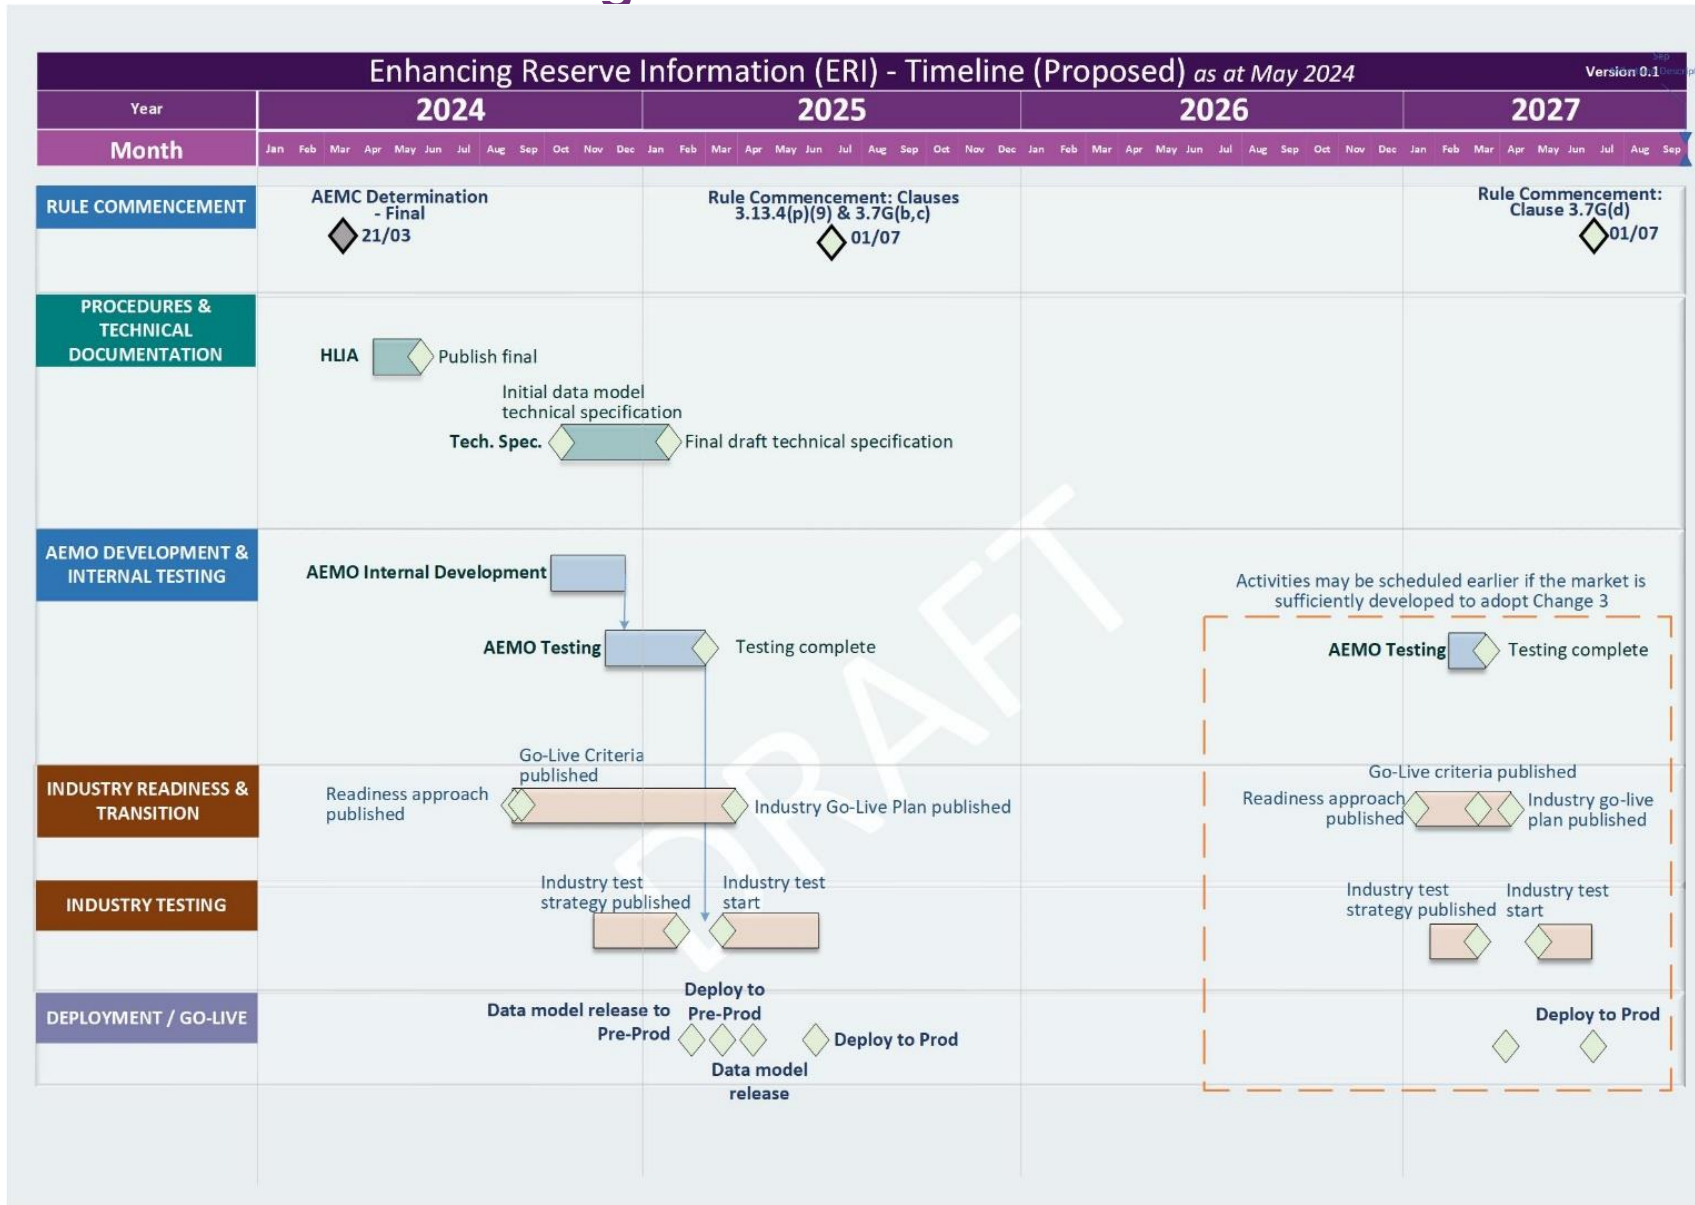 Enhancing Reserve Information (ERI) - Timeline (Proposed) as at May 2024
Version 0.1
Sep
Year 2024 2025 2026 2027
Month Jan Feb Mar Apr May Jun Jul Aug Sep Oct Nov Dec Jan Feb Mar Apr May Jun Jul Aug Sep Oct Nov Dec Jan Feb Mar Apr May Jun Jul Aug Sep Oct Nov Dec Jan Feb Mar Apr May Jun Jul Aug Sep
RULE COMMENCEMENT
AEMC Determination
- Final
21/03
Rule Commencement: Clauses
3.13.4(p)(9) & 3.7G(b,c)
01/07
Rule Commencement:
Clause 3.7G(d)
01/07
PROCEDURES &
TECHNICAL
DOCUMENTATION
HLIA
Publish final
Initial data model
technical specification
Tech. Spec.
Final draft technical specification
AEMO DEVELOPMENT &
INTERNAL TESTING
AEMO Internal Development
AEMO Testing
Testing complete
Activities may be scheduled earlier if the market is
sufficiently developed to adopt Change 3
AEMO Testing
Testing complete
INDUSTRY READINESS &
TRANSITION
Go-Live Criteria
published
Readiness approach
published
Industry Go-Live Plan published
Go-Live criteria published
Readiness approach
published
Industry go-live
plan published
INDUSTRY TESTING
Industry test
strategy published
Industry test
start
Industry test
strategy published
Industry test
start
DEPLOYMENT / GO-LIVE
Data model release to
Pre-Prod
Deploy to
Pre-Prod
Data model
release
Deploy to Prod
Deploy to Prod
DRAFT